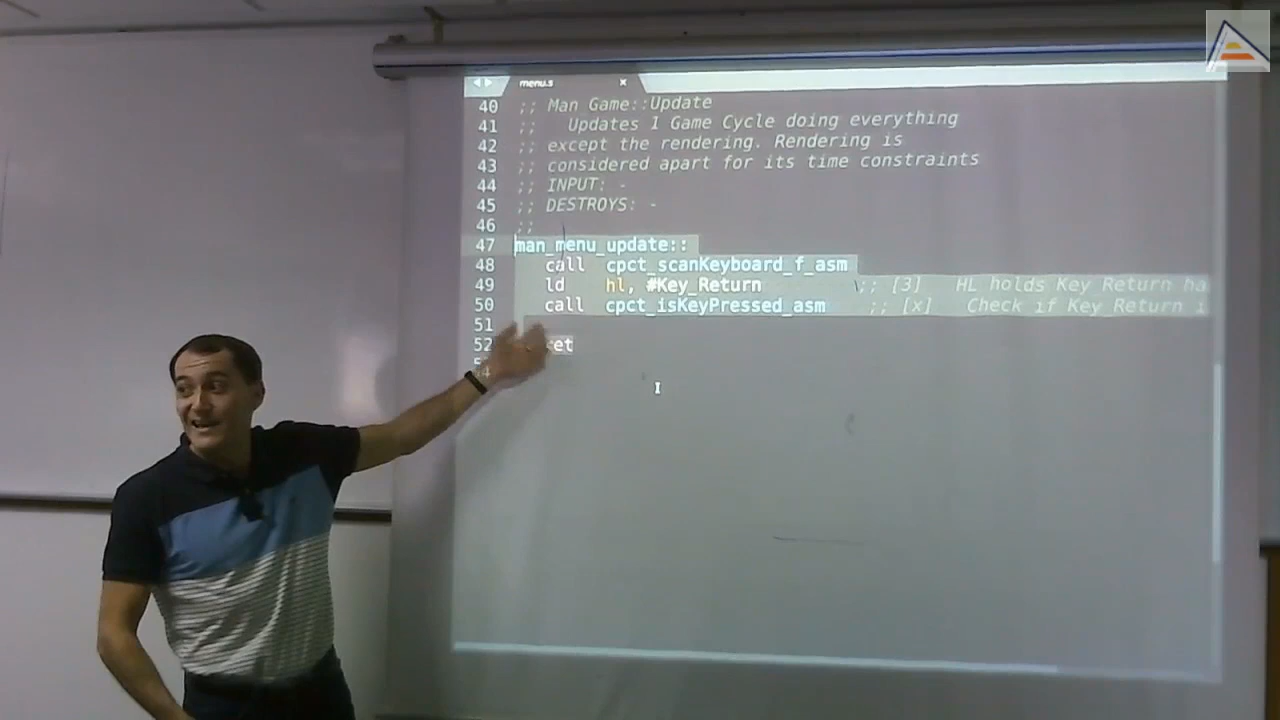 menu.s x
40 ;; Man Game::Update
41 ;; Updates 1 Game Cycle doing everything
42 ;; except the rendering. Rendering is
43 ;; considered apart for its time constraints
44 ;; INPUT: -
45 ;; DESTROYS: -
46 ;;
47 man_menu_update::
48 call cpct_scanKeyboard_f_asm
49 ld hl, #Key_Return ;; [3] HL holds Key Return ha
50 call cpct_isKeyPressed_asm ;; [x] Check if Key Return i
51
52 ret